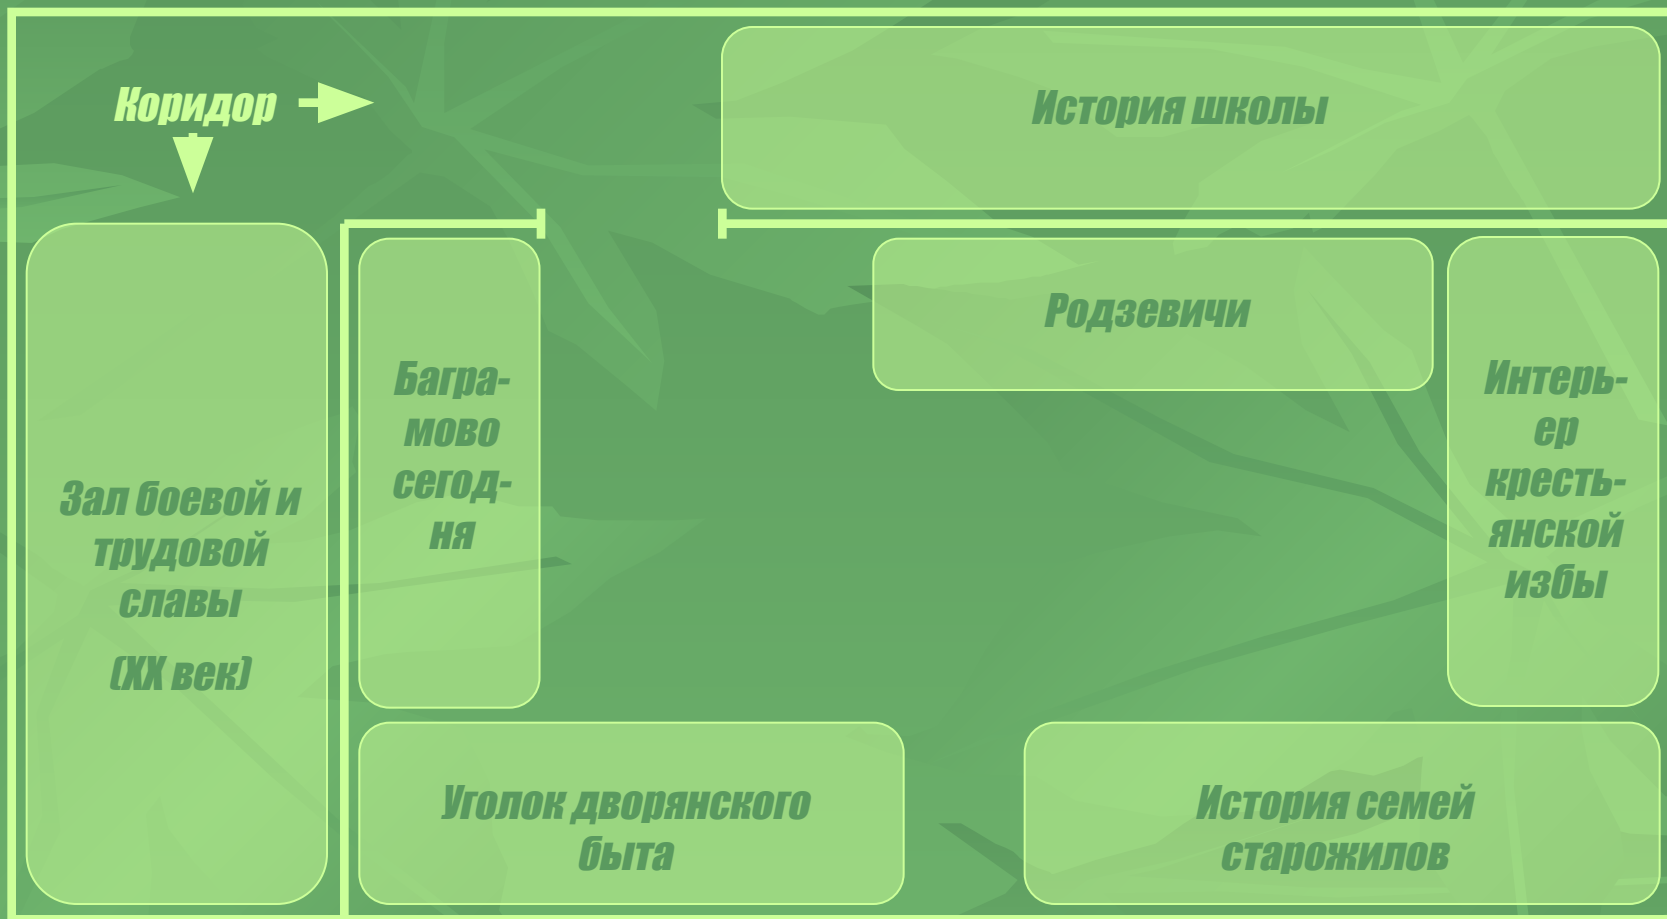 Коридор
История школы
Зал боевой и
трудовой
славы
(XX век)
Багра-
мово
сегод-
ня
Родзевичи
Интерь-
ер
кресть-
янской
избы
Уголок дворянского
быта
История семей
старожилов